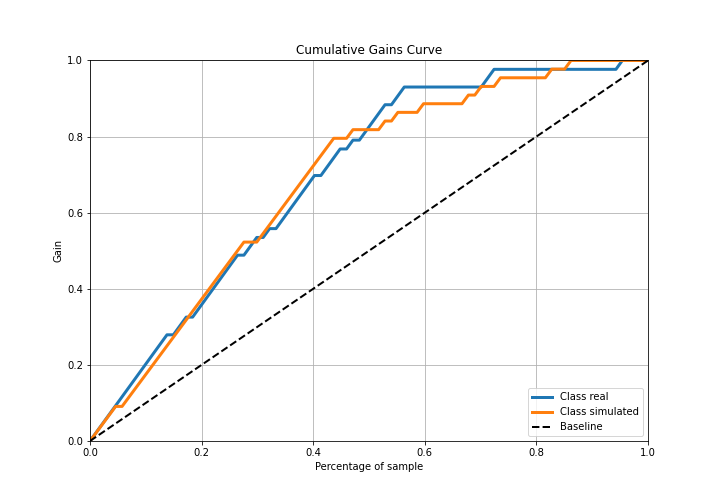 Cumulative Gains Curve
1.0
0.8
0.6
0.4
0.2
0.0
Gain
0.0 0.2 0.4 0.6 0.8 1.0
Percentage of sample
Class real
Class simulated
Baseline